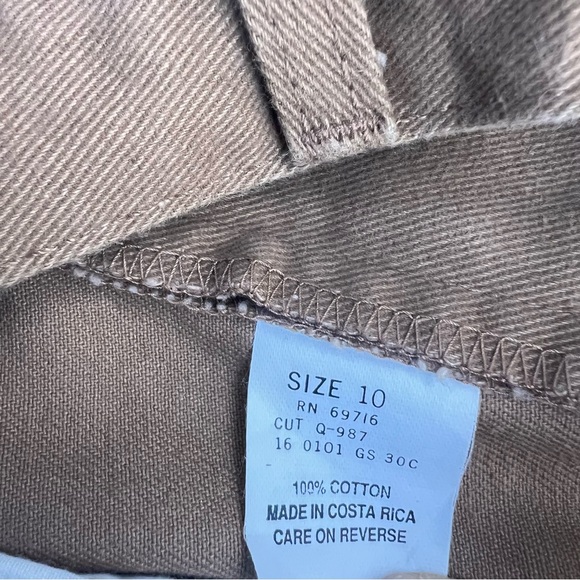 SIZE 10
RN 69716
CUT Q-987
16 0101 GS 30C
100% COTTON
MADE IN COSTA RICA
CARE ON REVERSE